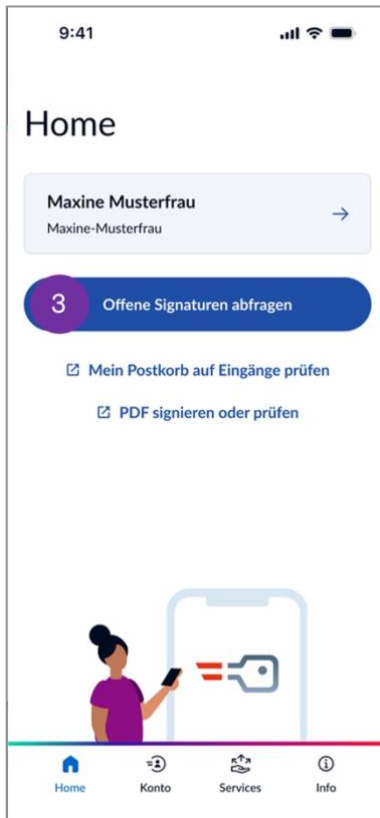 9:41
Home
Maxine Musterfrau
Maxine-Musterfrau
3 Offene Signaturen abfragen
Mein Postkorb auf Eingänge prüfen
PDF signieren oder prüfen
Home Konto Services Info